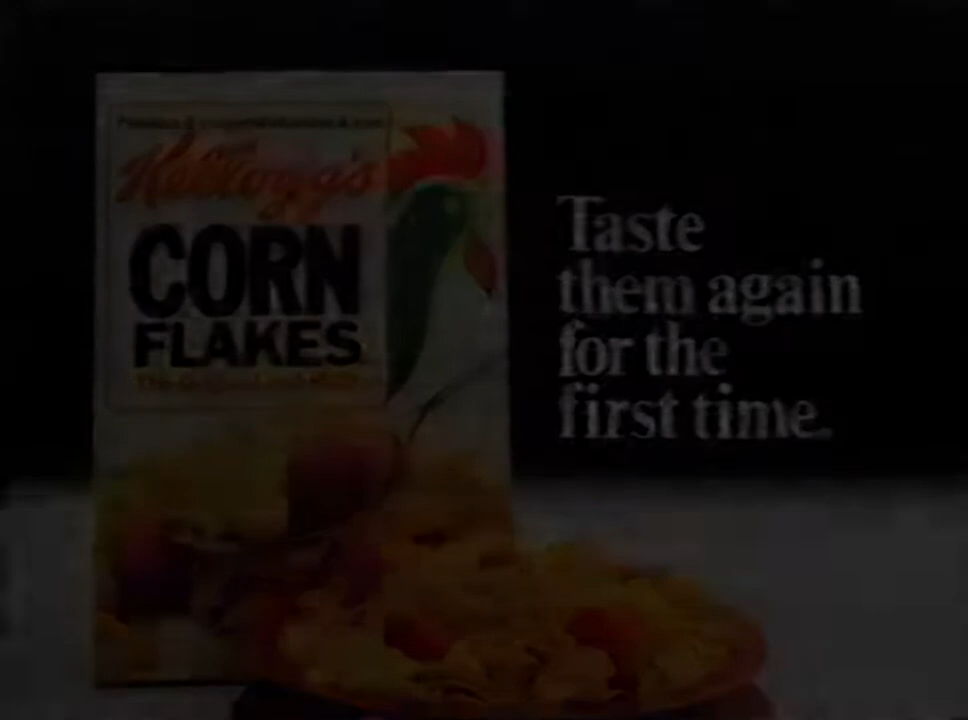 Kellogg's
CORN
FLAKES
Taste
them again
for the
first time.